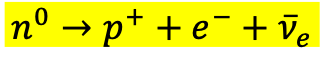 n⁰ → p⁺ + e⁻ + ν̄ₑ